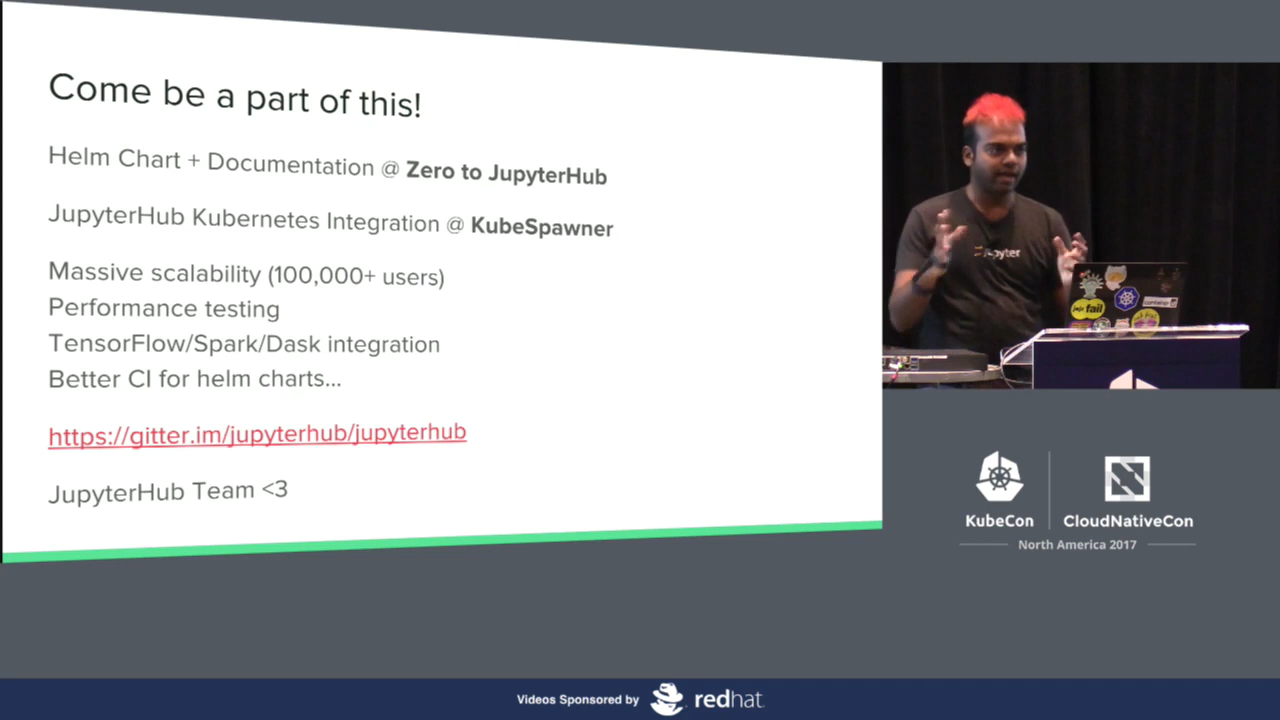 Come be a part of this!
Helm Chart + Documentation @ Zero to JupyterHub
JupyterHub Kubernetes Integration @ KubeSpawner
Massive scalability (100,000+ users)
Performance testing
TensorFlow/Spark/Dask integration
Better CI for helm charts...
https://gitter.im/jupyterhub/jupyterhub
JupyterHub Team <3
jupyter
fail
KubeCon
CloudNativeCon
North America 2017
Videos Sponsored by
redhat.